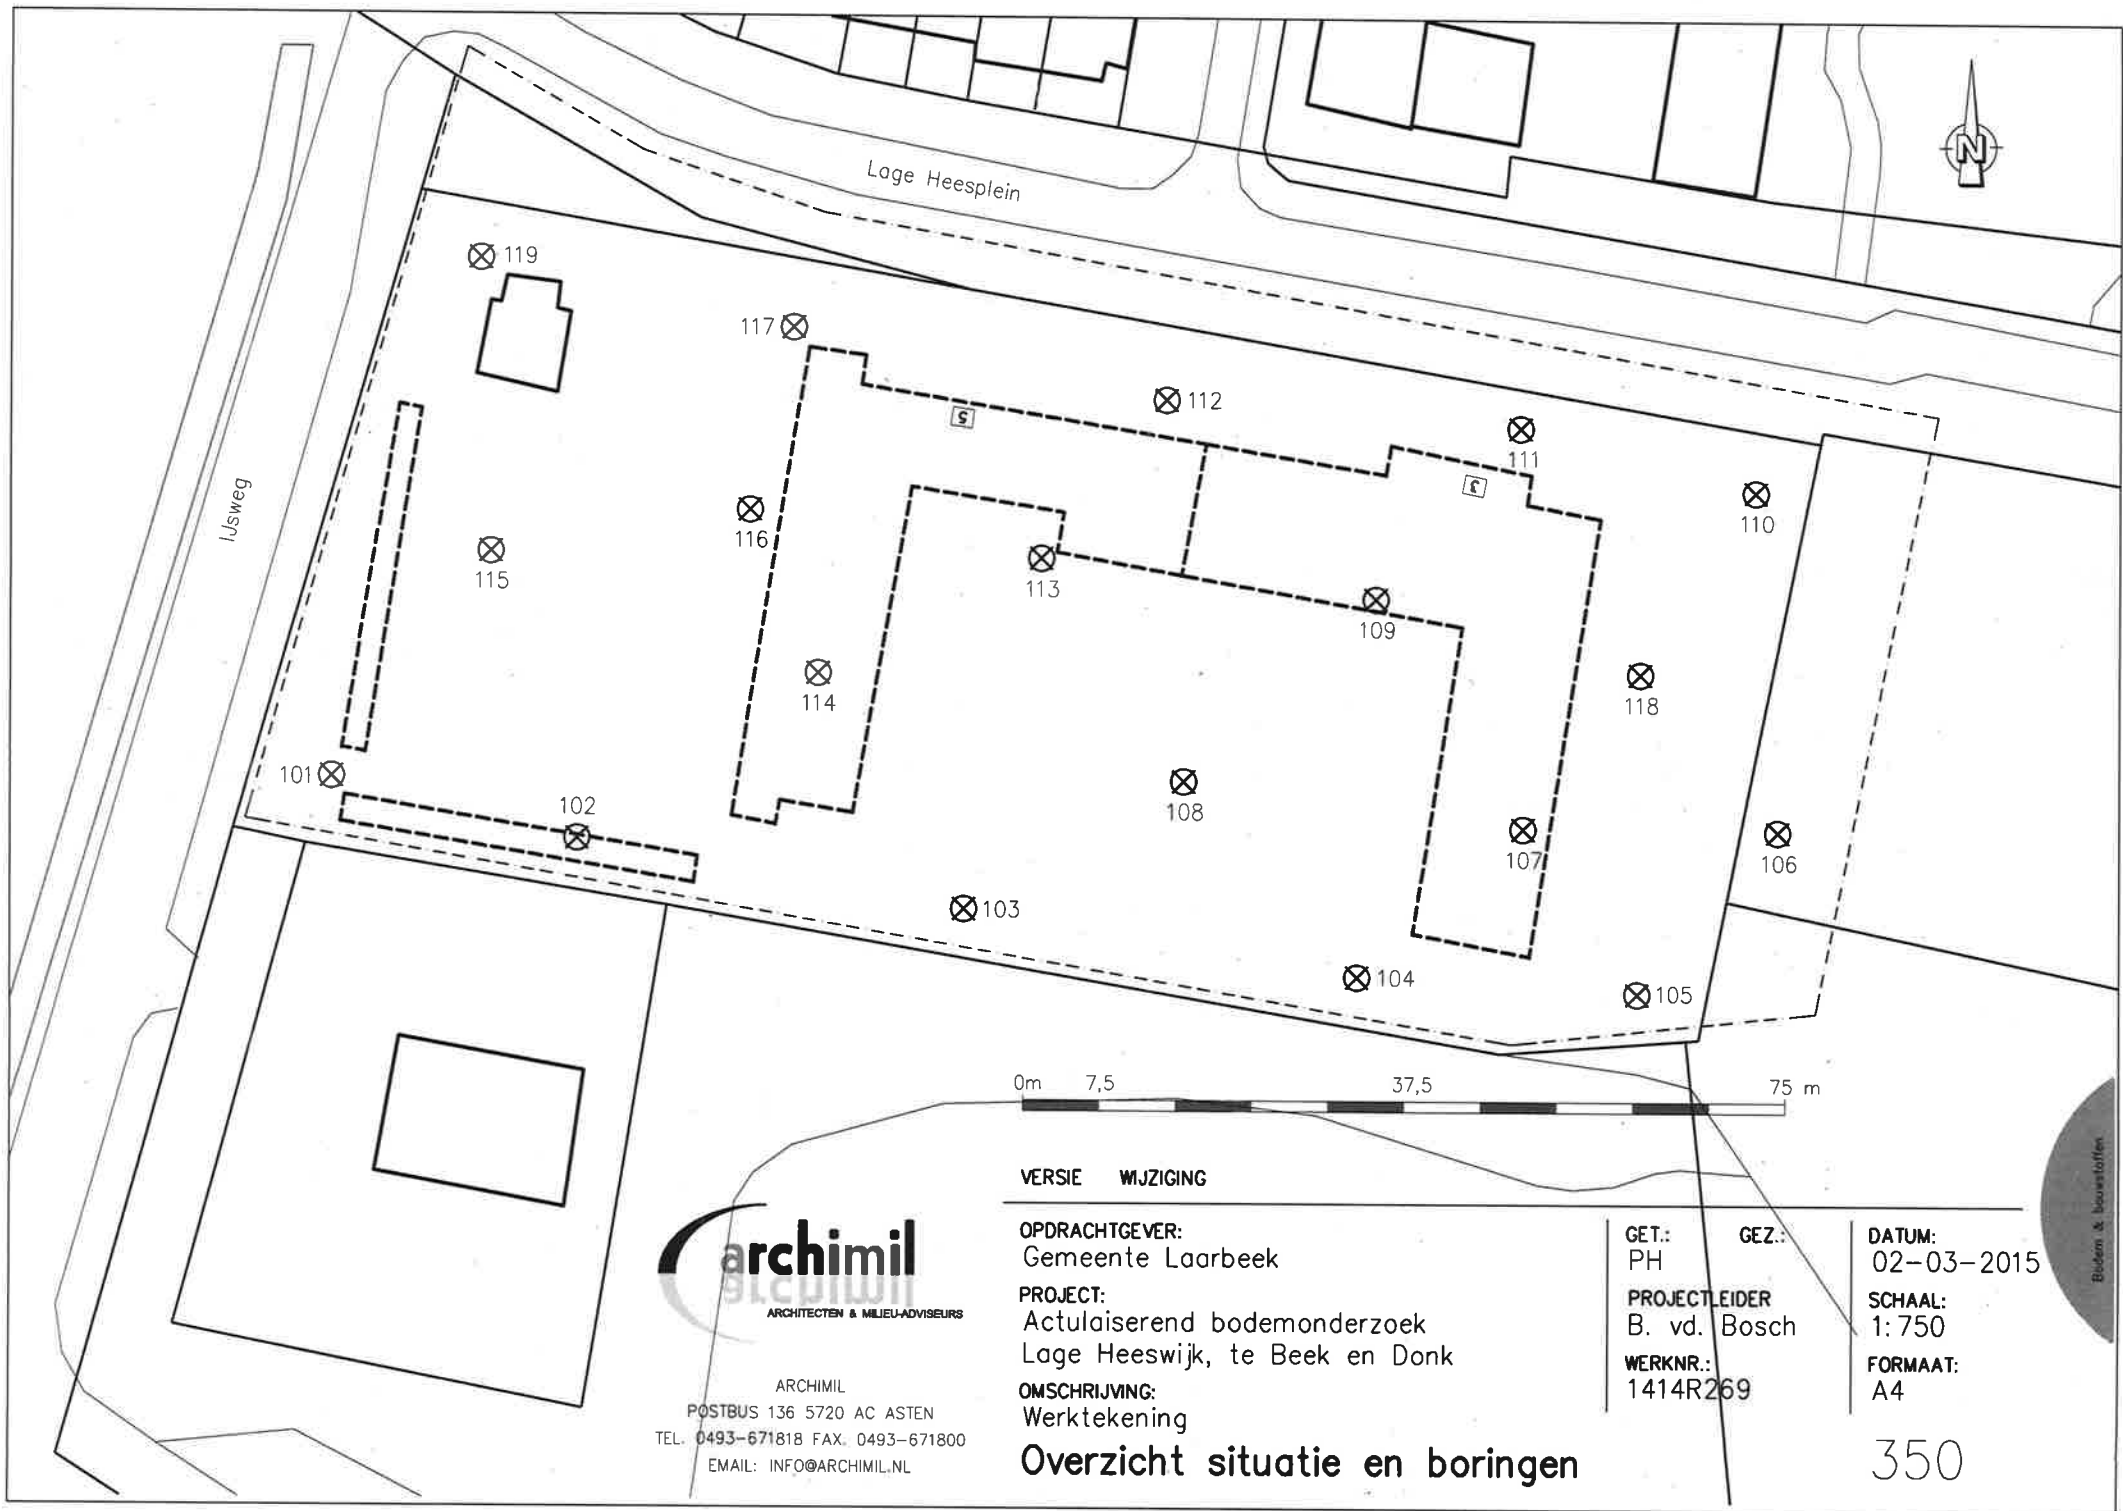 Lage Heesplein
N
119
117
112
5
111
3
110
IJsweg
116
115
113
109
114
118
101
102
108
107
106
103
104
105
0m 7,5 37,5 75 m
VERSIE WIJZIGING
archimil
ARCHITECTEN & MILIEU-ADVISEURS
ARCHIMIL
POSTBUS 136 5720 AC ASTEN
TEL. 0493-671818 FAX. 0493-671800
EMAIL: INFO@ARCHIMIL.NL
OPDRACHTGEVER:
Gemeente Laarbeek
PROJECT:
Actulaiserend bodemonderzoek
Lage Heeswijk, te Beek en Donk
OMSCHRIJVING:
Werktekening
Overzicht situatie en boringen
GET.: GEZ.:
PH
PROJECTLEIDER
B. vd. Bosch
WERKNR.:
1414R269
DATUM:
02-03-2015
SCHAAL:
1:750
FORMAAT:
A4
350
Bodem & bouwstoffen